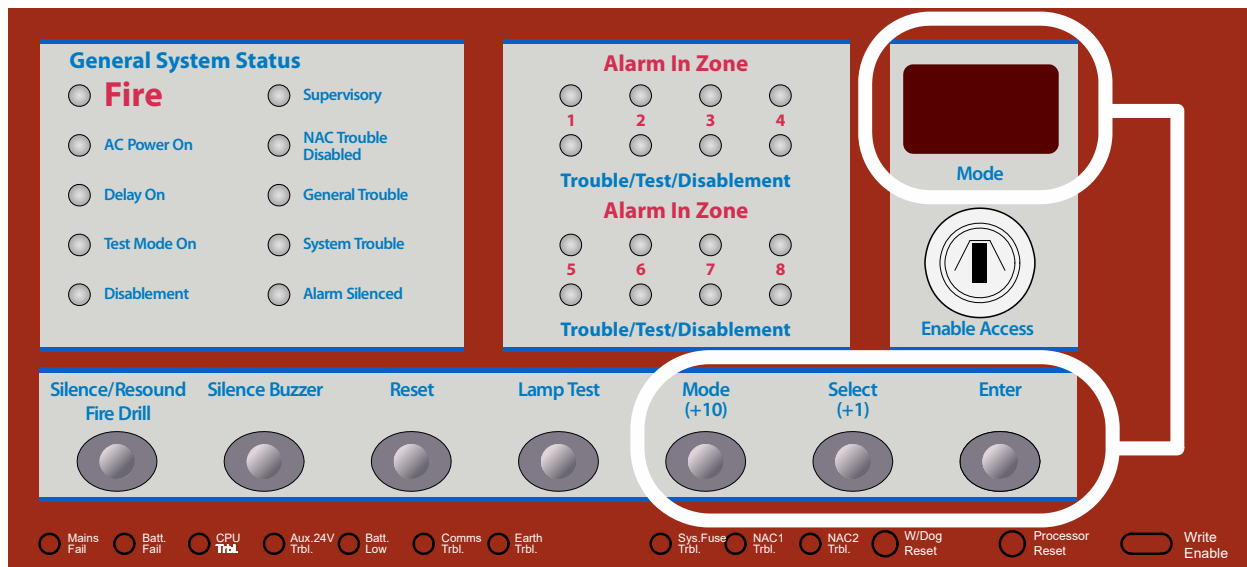 General System Status
Fire
Supervisory
AC Power On
NAC Trouble
Disabled
Delay On
General Trouble
Test Mode On
System Trouble
Disablement
Alarm Silenced
Alarm In Zone
1 2 3 4
Trouble/Test/Disablement
Alarm In Zone
5 6 7 8
Trouble/Test/Disablement
Mode
Enable Access
Silence/Resound
Fire Drill
Silence Buzzer
Reset
Lamp Test
Mode
(+10)
Select
(+1)
Enter
Mains
Fail
Batt.
Fail
CPU
Trbl.
Aux.24V
Trbl.
Batt.
Low
Comms
Trbl.
Earth
Trbl.
Sys.Fuse
Trbl.
NAC1
Trbl.
NAC2
Trbl.
W/Dog
Reset
Processor
Reset
Write
Enable